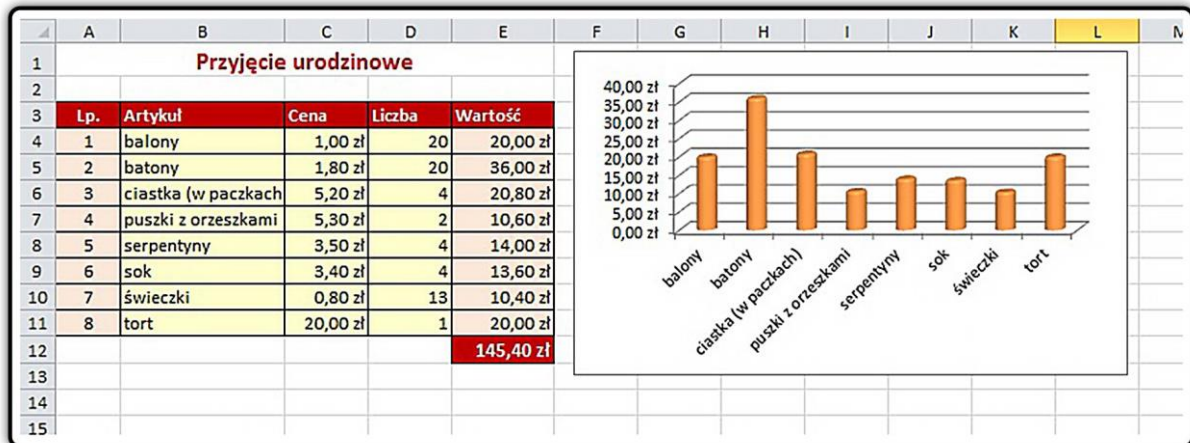 A B C D E F G H I J K L M
1 Przyjęcie urodzinowe
2
3 Lp. Artykuł Cena Liczba Wartość
4 1 balony 1,00 zł 20 20,00 zł
5 2 batony 1,80 zł 20 36,00 zł
6 3 ciastka (w paczkach 5,20 zł 4 20,80 zł
7 4 puszki z orzeszkami 5,30 zł 2 10,60 zł
8 5 serpentyny 3,50 zł 4 14,00 zł
9 6 sok 3,40 zł 4 13,60 zł
10 7 świeczki 0,80 zł 13 10,40 zł
11 8 tort 20,00 zł 1 20,00 zł
12 145,40 zł
13
14
15
40,00 zł
35,00 zł
30,00 zł
25,00 zł
20,00 zł
15,00 zł
10,00 zł
5,00 zł
0,00 zł
balony
batony
ciastka (w paczkach)
puszki z orzeszkami
serpentyny
sok
świeczki
tort